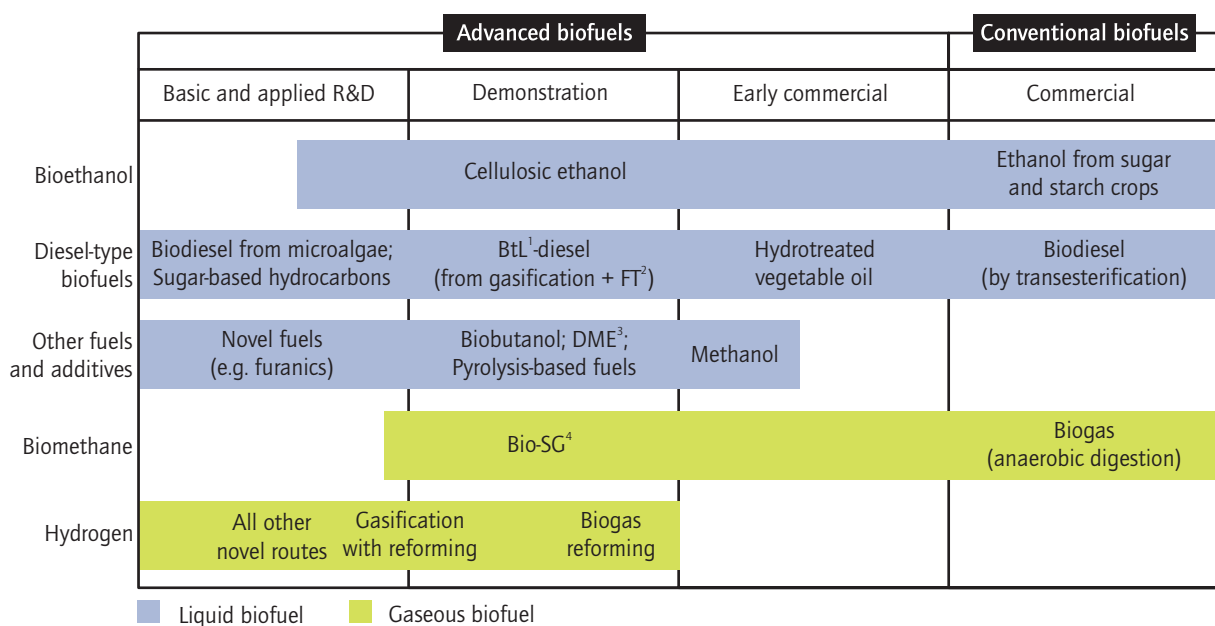 Advanced biofuels
Conventional biofuels
Basic and applied R&D
Demonstration
Early commercial
Commercial
Bioethanol
Cellulosic ethanol
Ethanol from sugar
and starch crops
Diesel-type
biofuels
Biodiesel from microalgae;
Sugar-based hydrocarbons
BtL¹-diesel
(from gasification + FT²)
Hydrotreated
vegetable oil
Biodiesel
(by transesterification)
Other fuels
and additives
Novel fuels
(e.g. furanics)
Biobutanol; DME³;
Pyrolysis-based fuels
Methanol
Biomethane
Bio-SG⁴
Biogas
(anaerobic digestion)
Hydrogen
All other
novel routes
Gasification
with reforming
Biogas
reforming
Liquid biofuel
Gaseous biofuel